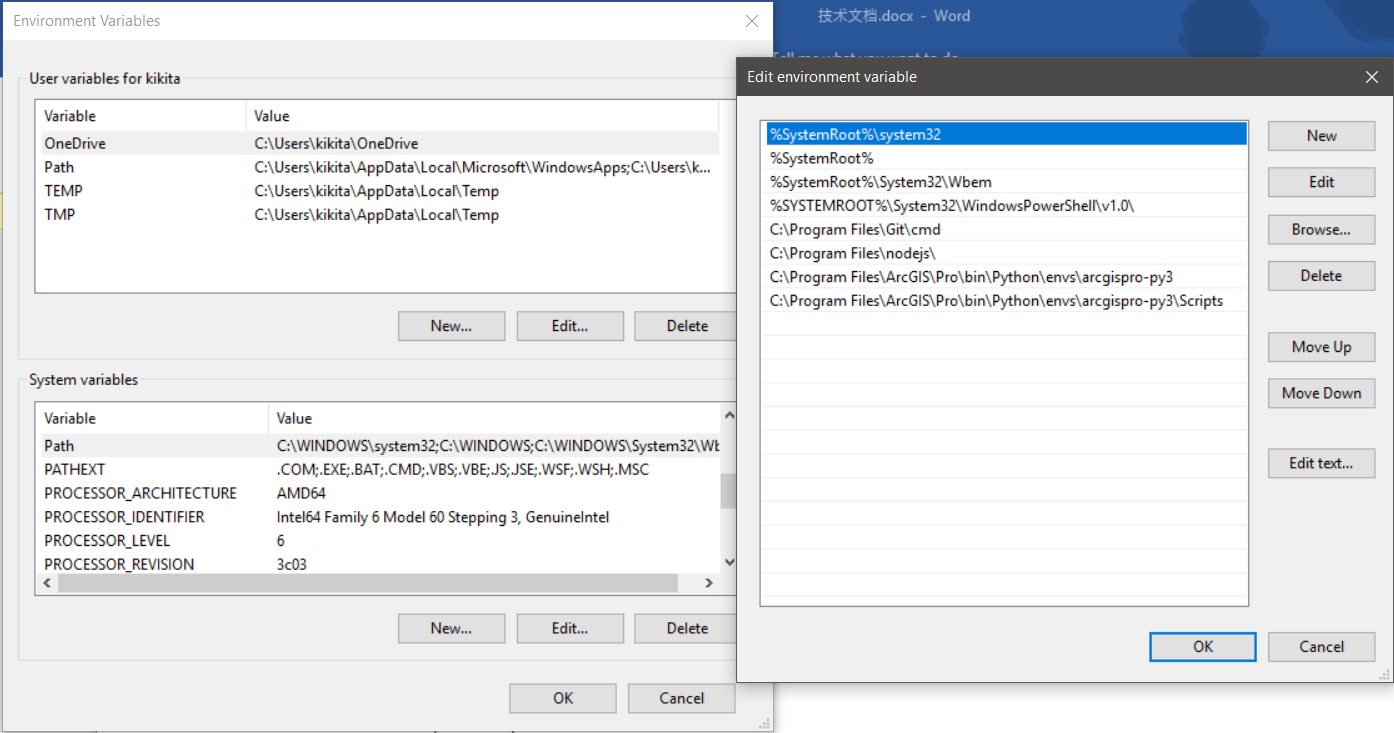 Environment Variables
User variables for kikita
Variable Value
OneDrive C:\Users\kikita\OneDrive
Path C:\Users\kikita\AppData\Local\Microsoft\WindowsApps;C:\Users\k...
TEMP C:\Users\kikita\AppData\Local\Temp
TMP C:\Users\kikita\AppData\Local\Temp
New... Edit... Delete
System variables
Variable Value
Path C:\WINDOWS\system32;C:\WINDOWS;C:\WINDOWS\System32\Wb
PATHEXT .COM;.EXE;.BAT;.CMD;.VBS;.VBE;.JS;.JSE;.WSF;.WSH;.MSC
PROCESSOR_ARCHITECTURE AMD64
PROCESSOR_IDENTIFIER Intel64 Family 6 Model 60 Stepping 3, GenuineIntel
PROCESSOR_LEVEL 6
PROCESSOR_REVISION 3c03
New... Edit... Delete
OK Cancel
技术文档.docx - Word
Tell me what you want to do
Edit environment variable
%SystemRoot%\system32
%SystemRoot%
%SystemRoot%\System32\Wbem
%SYSTEMROOT%\System32\WindowsPowerShell\v1.0\
C:\Program Files\Git\cmd
C:\Program Files\nodejs\
C:\Program Files\ArcGIS\Pro\bin\Python\envs\arcgispro-py3
C:\Program Files\ArcGIS\Pro\bin\Python\envs\arcgispro-py3\Scripts
New
Edit
Browse...
Delete
Move Up
Move Down
Edit text...
OK Cancel